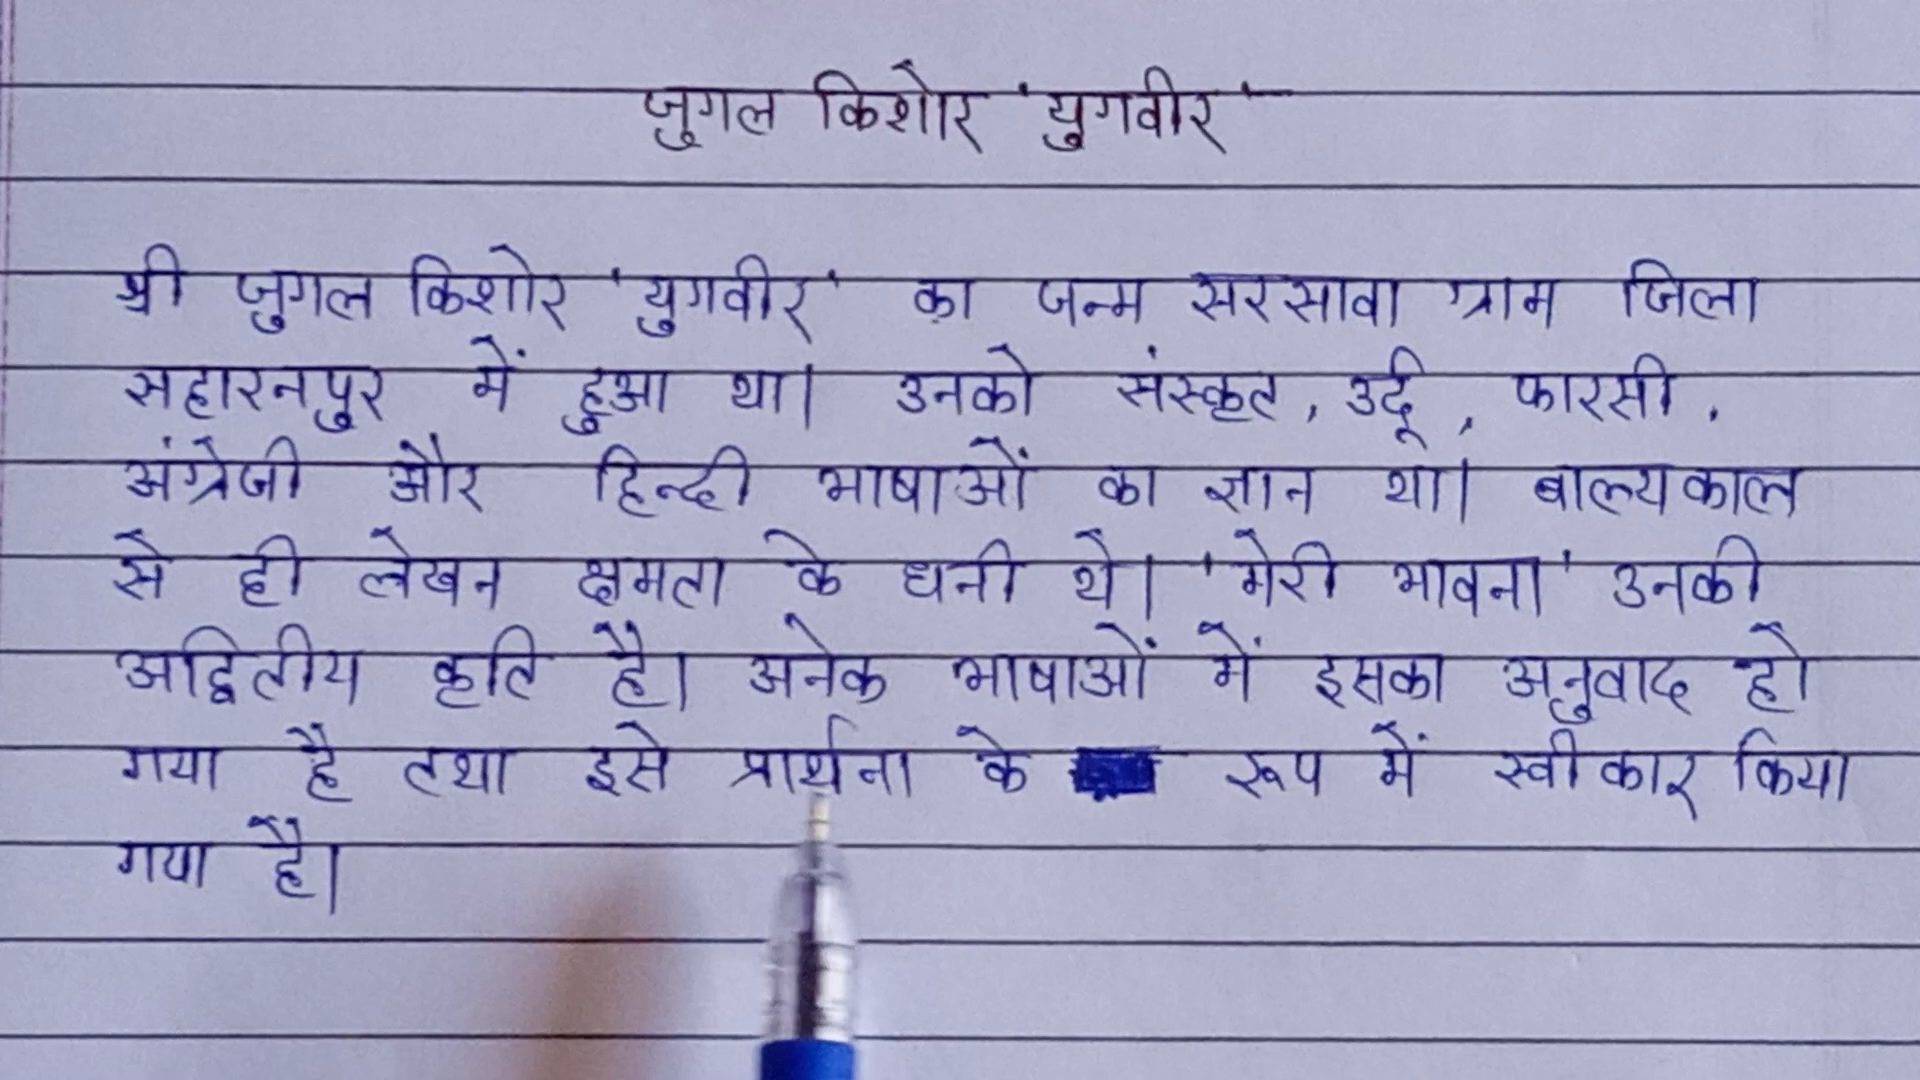 जुगल किशोर 'युगवीर'
श्री जुगल किशोर 'युगवीर' का जन्म सरसावा ग्राम जिला
सहारनपुर में हुआ था। उनको संस्कृत, उर्दू, फारसी,
अंग्रेजी और हिन्दी भाषाओं का ज्ञान था। बाल्यकाल
से ही लेखन क्षमता के धनी थे। 'मेरी भावना' उनकी
अद्वितीय कृति है। अनेक भाषाओं में इसका अनुवाद हो
गया है तथा इसे प्रार्थना के रूप में स्वीकार किया
गया है।